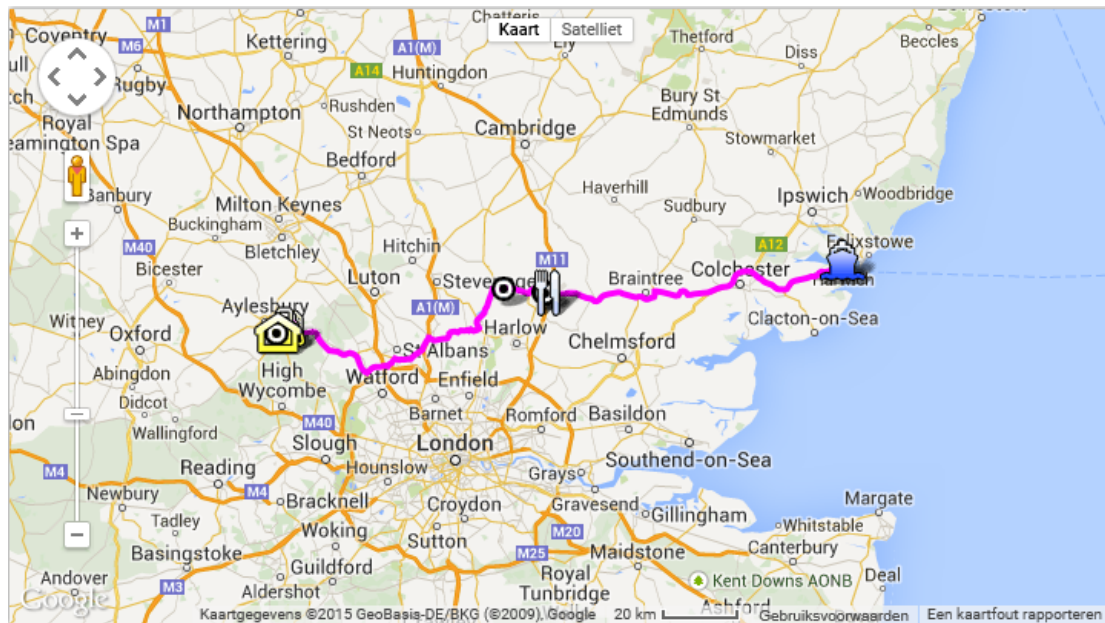 Chatteris
M1
Coventry
Kettering
A1(M)
Kaart
Satelliet
Ely
Thetford
Diss
Beccles
M6
A14
Huntingdon
Rugby
Rushden
Bury St
Edmunds
Northampton
Royal
eamington Spa
St Neots
Cambridge
Stowmarket
Bedford
Haverhill
Ipswich
Woodbridge
Banbury
Milton Keynes
Sudbury
Buckingham
Bletchley
Hitchin
A12
Felixstowe
M40
M11
Bicester
Luton
Stevenage
Braintree
Colchester
Harwich
Aylesbury
A1(M)
Witney
Oxford
Harlow
Clacton-on-Sea
St Albans
Chelmsford
Abingdon
High
Wycombe
Watford
Enfield
Didcot
Barnet
Romford
Basildon
don
Wallingford
M40
Slough
London
Southend-on-Sea
M4
Reading
Hounslow
Grays
Newbury
M4
Bracknell
Croydon
Gravesend
Gillingham
Margate
Tadley
Woking
Sutton
M20
Whitstable
Basingstoke
M25
Maidstone
Canterbury
Andover
M3
Guildford
Royal
Tunbridge
Kent Downs AONB
Deal
Aldershot
Ashford
Google
Kaartgegevens ©2015 GeoBasis-DE/BKG (©2009), Google
20 km
Gebruiksvoorwaarden
Een kaartfout rapporteren